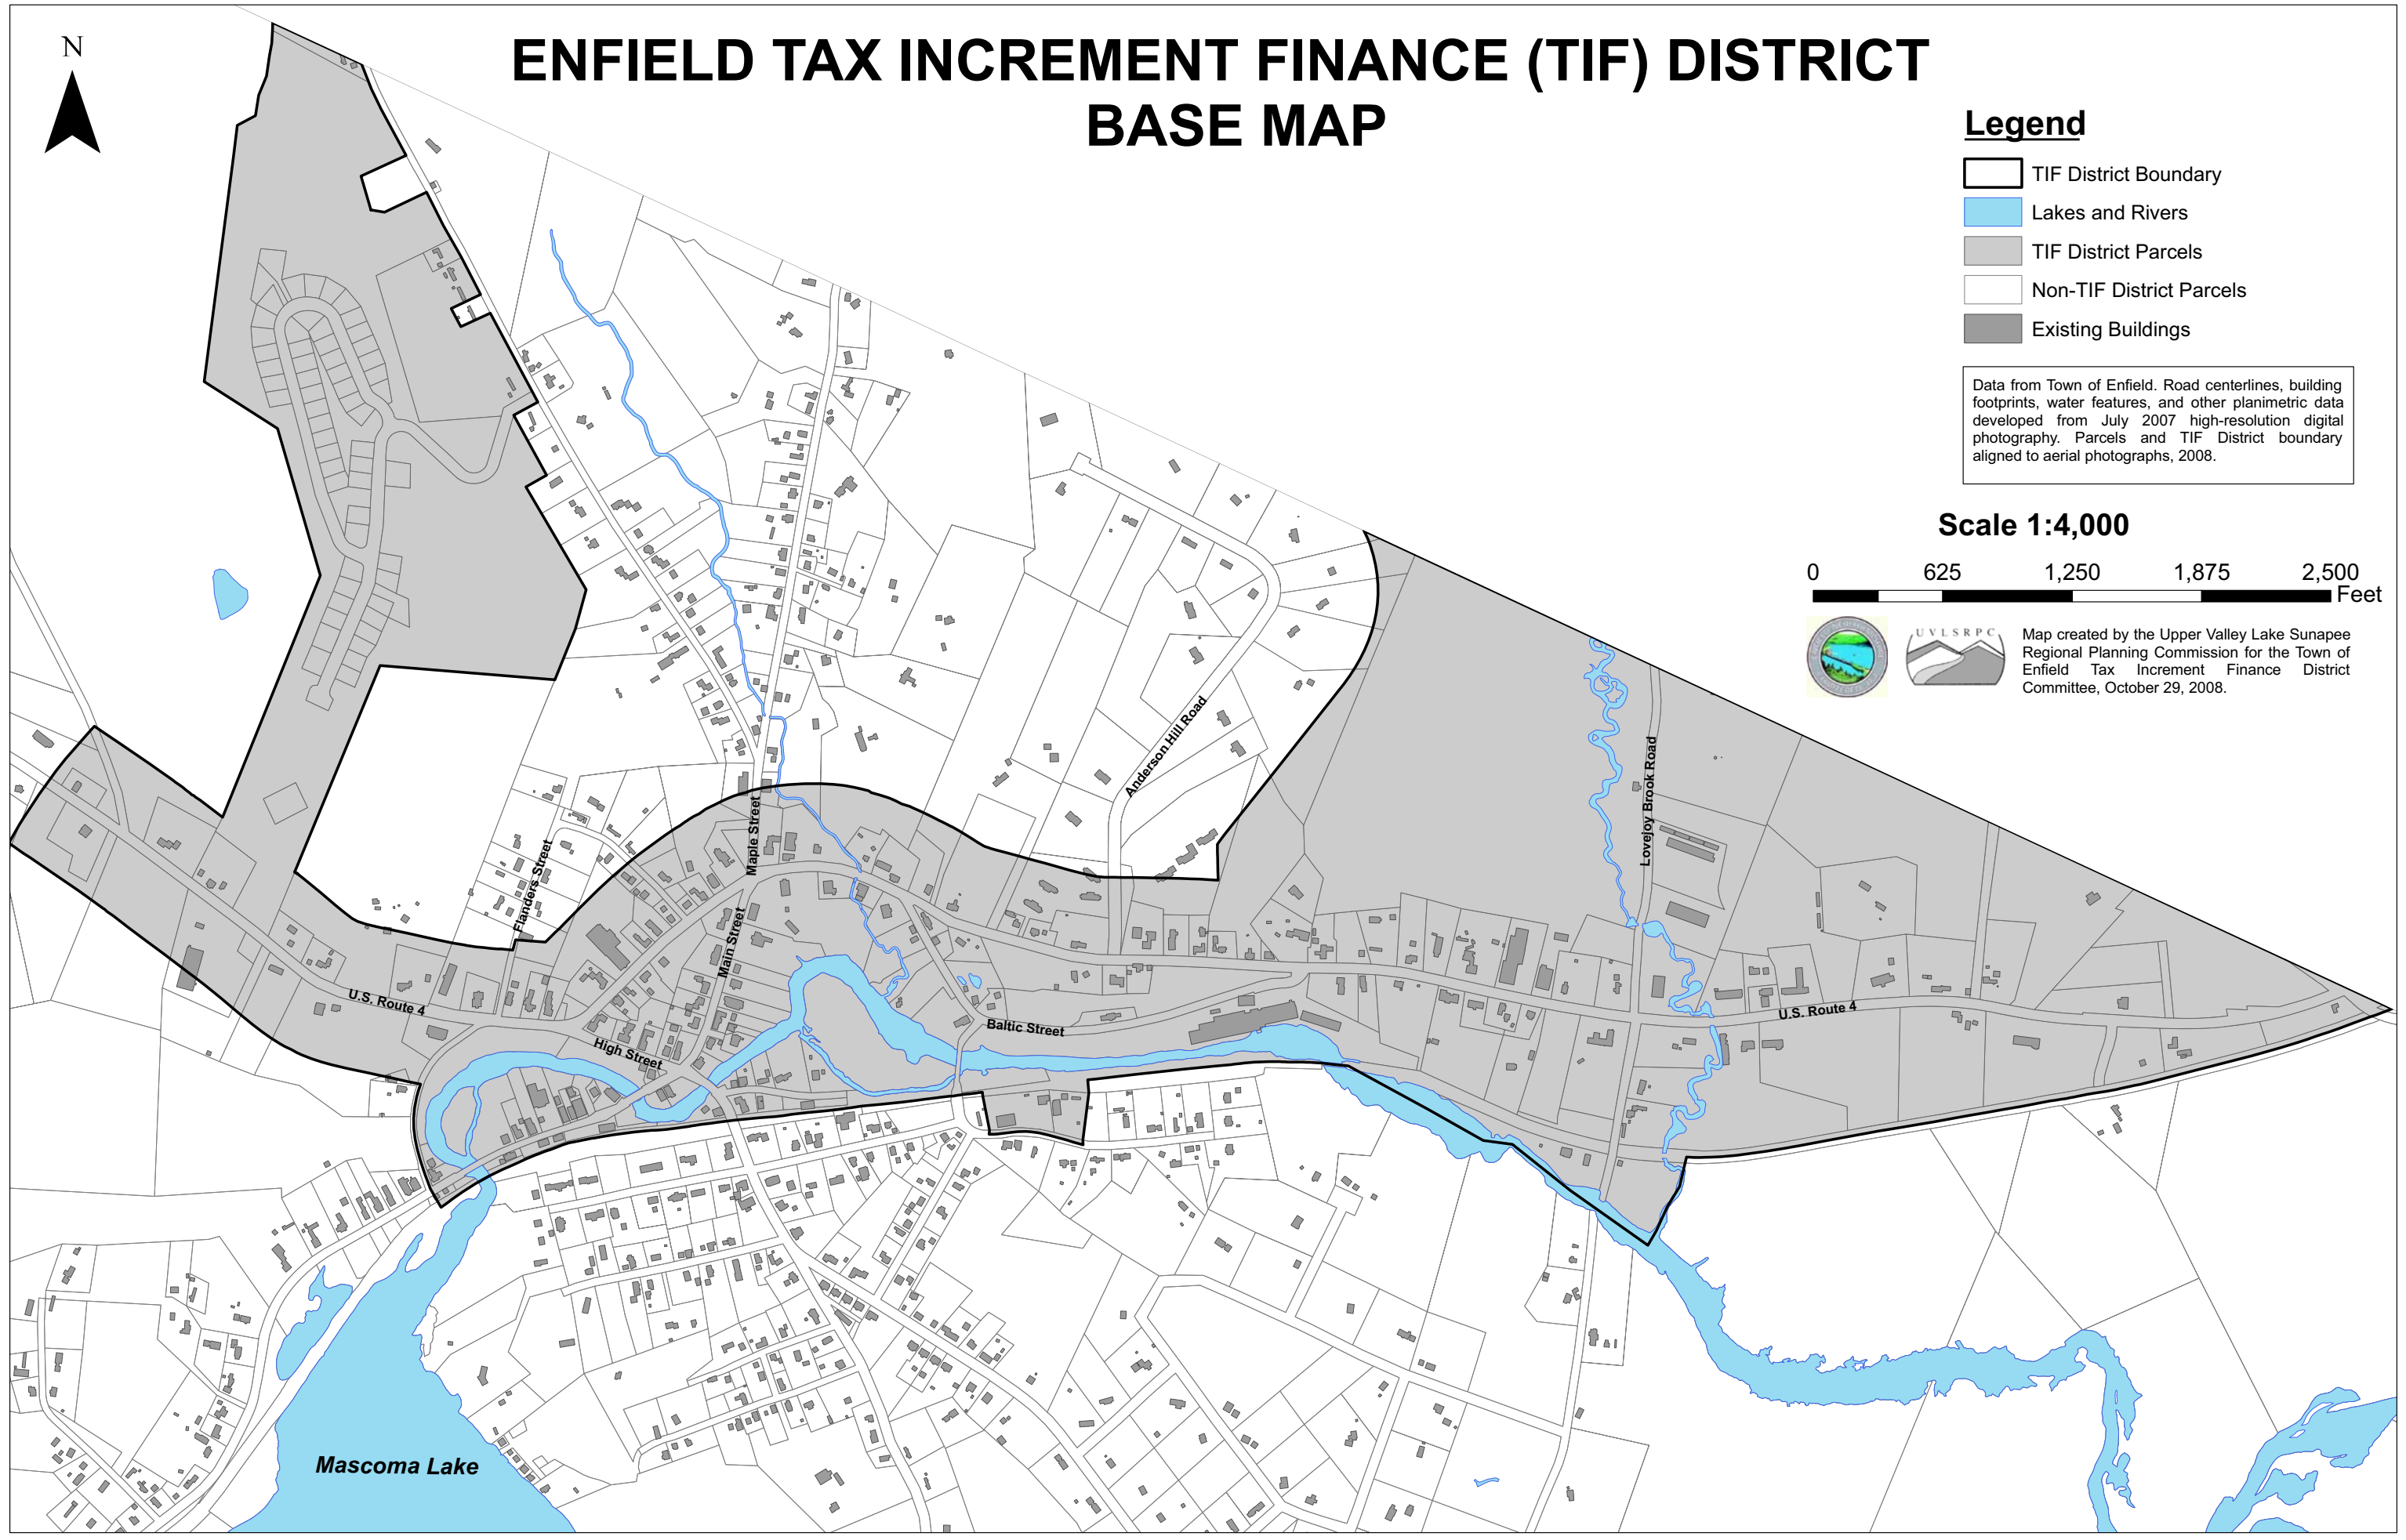 ENFIELD TAX INCREMENT FINANCE (TIF) DISTRICT
BASE MAP
N
Legend
TIF District Boundary
Lakes and Rivers
TIF District Parcels
Non-TIF District Parcels
Existing Buildings
Data from Town of Enfield. Road centerlines, building
footprints, water features, and other planimetric data
developed from July 2007 high-resolution digital
photography. Parcels and TIF District boundary
aligned to aerial photographs, 2008.
Scale 1:4,000
0 625 1,250 1,875 2,500
Feet
UVLSRPC
Map created by the Upper Valley Lake Sunapee
Regional Planning Commission for the Town of
Enfield Tax Increment Finance District
Committee, October 29, 2008.
Anderson Hill Road
Lovejoy Brook Road
Maple Street
Flanders Street
Main Street
U.S. Route 4
High Street
Baltic Street
U.S. Route 4
Mascoma Lake